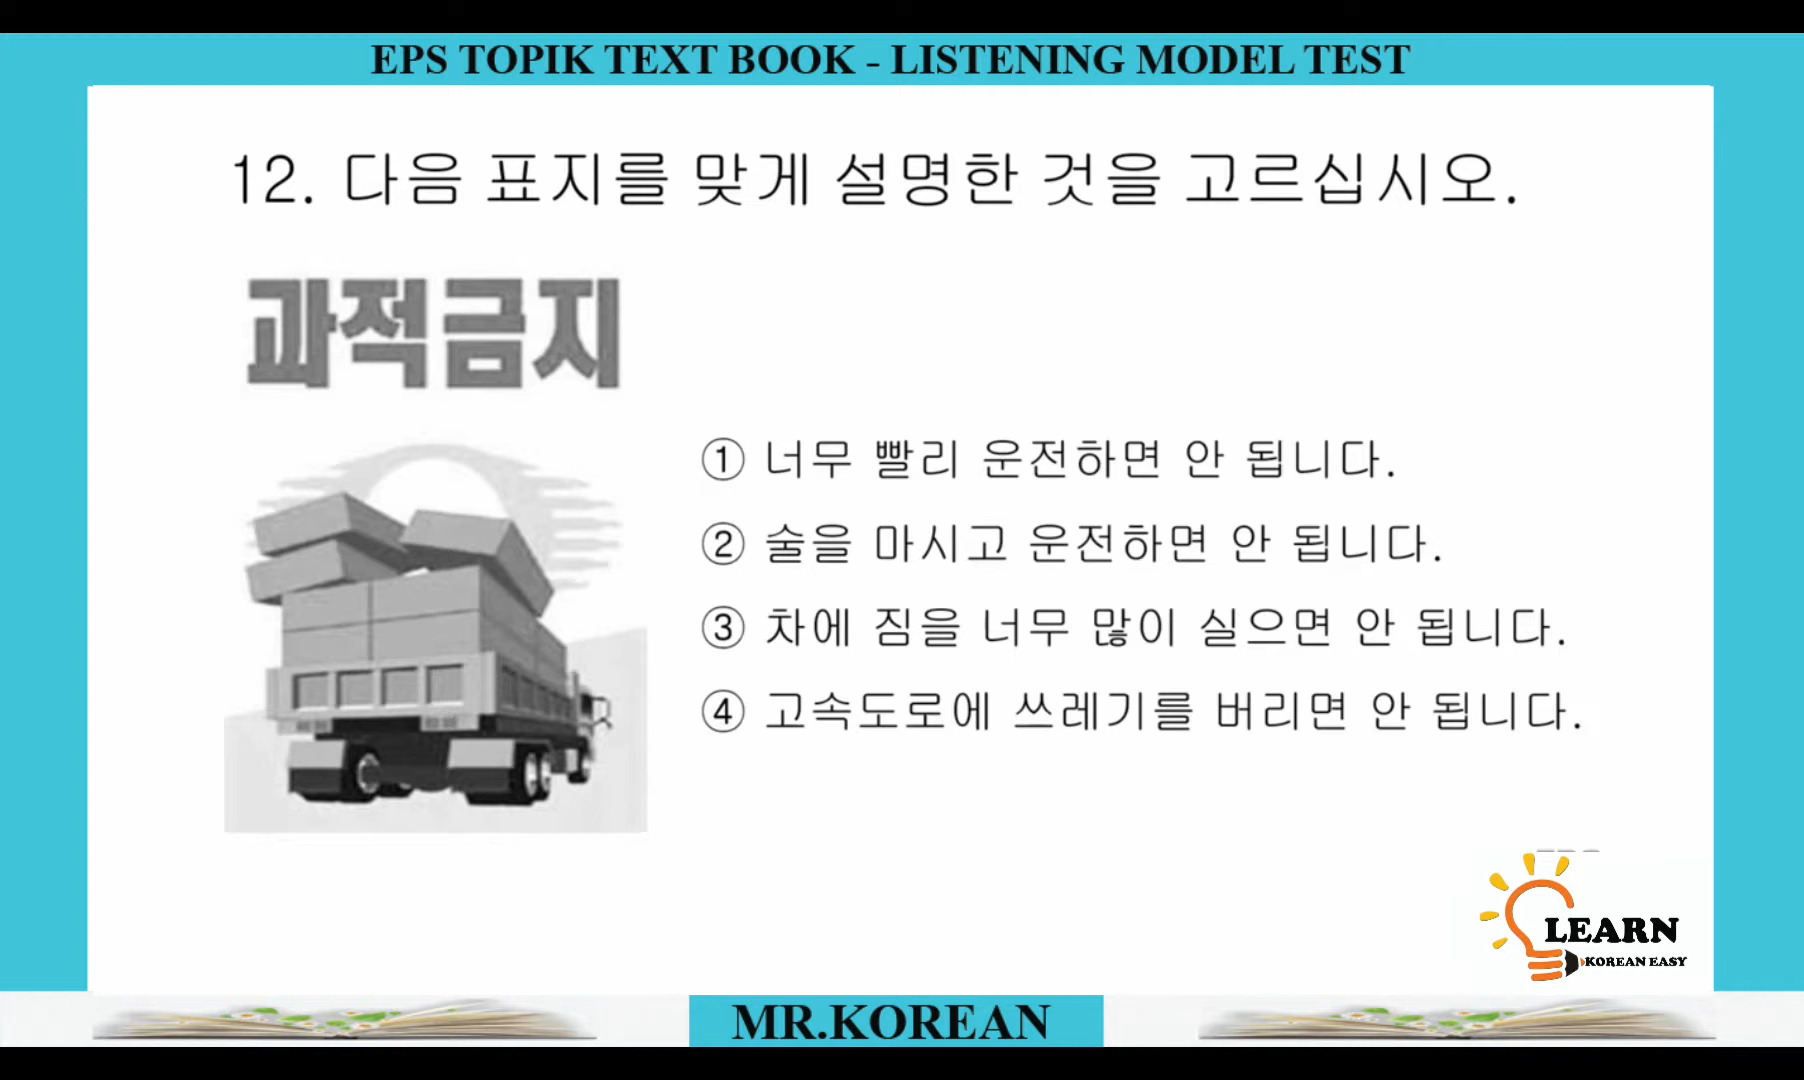 EPS TOPIK TEXT BOOK - LISTENING MODEL TEST
12. 다음 표지를 맞게 설명한 것을 고르십시오.
과적금지
① 너무 빨리 운전하면 안 됩니다.
② 술을 마시고 운전하면 안 됩니다.
③ 차에 짐을 너무 많이 실으면 안 됩니다.
④ 고속도로에 쓰레기를 버리면 안 됩니다.
LEARN
KOREAN EASY
MR.KOREAN